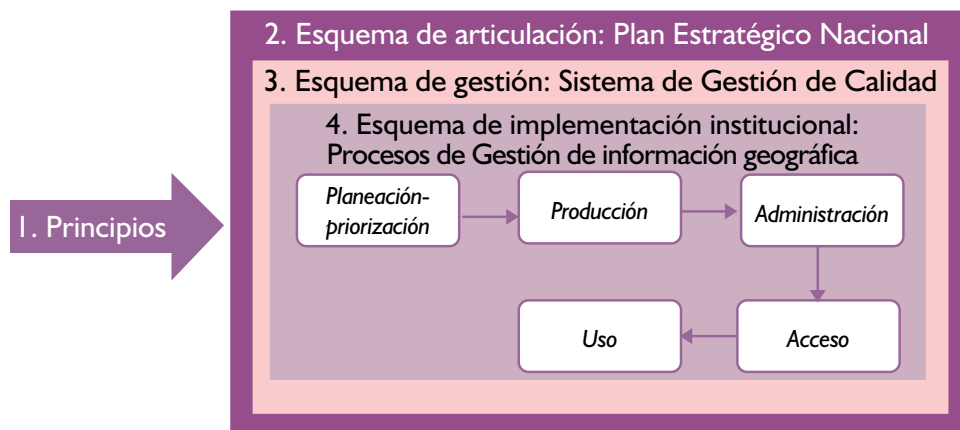 2. Esquema de articulación: Plan Estratégico Nacional
3. Esquema de gestión: Sistema de Gestión de Calidad
4. Esquema de implementación institucional:
Procesos de Gestión de información geográfica
1. Principios
Planeación-
priorización
Producción
Administración
Uso
Acceso